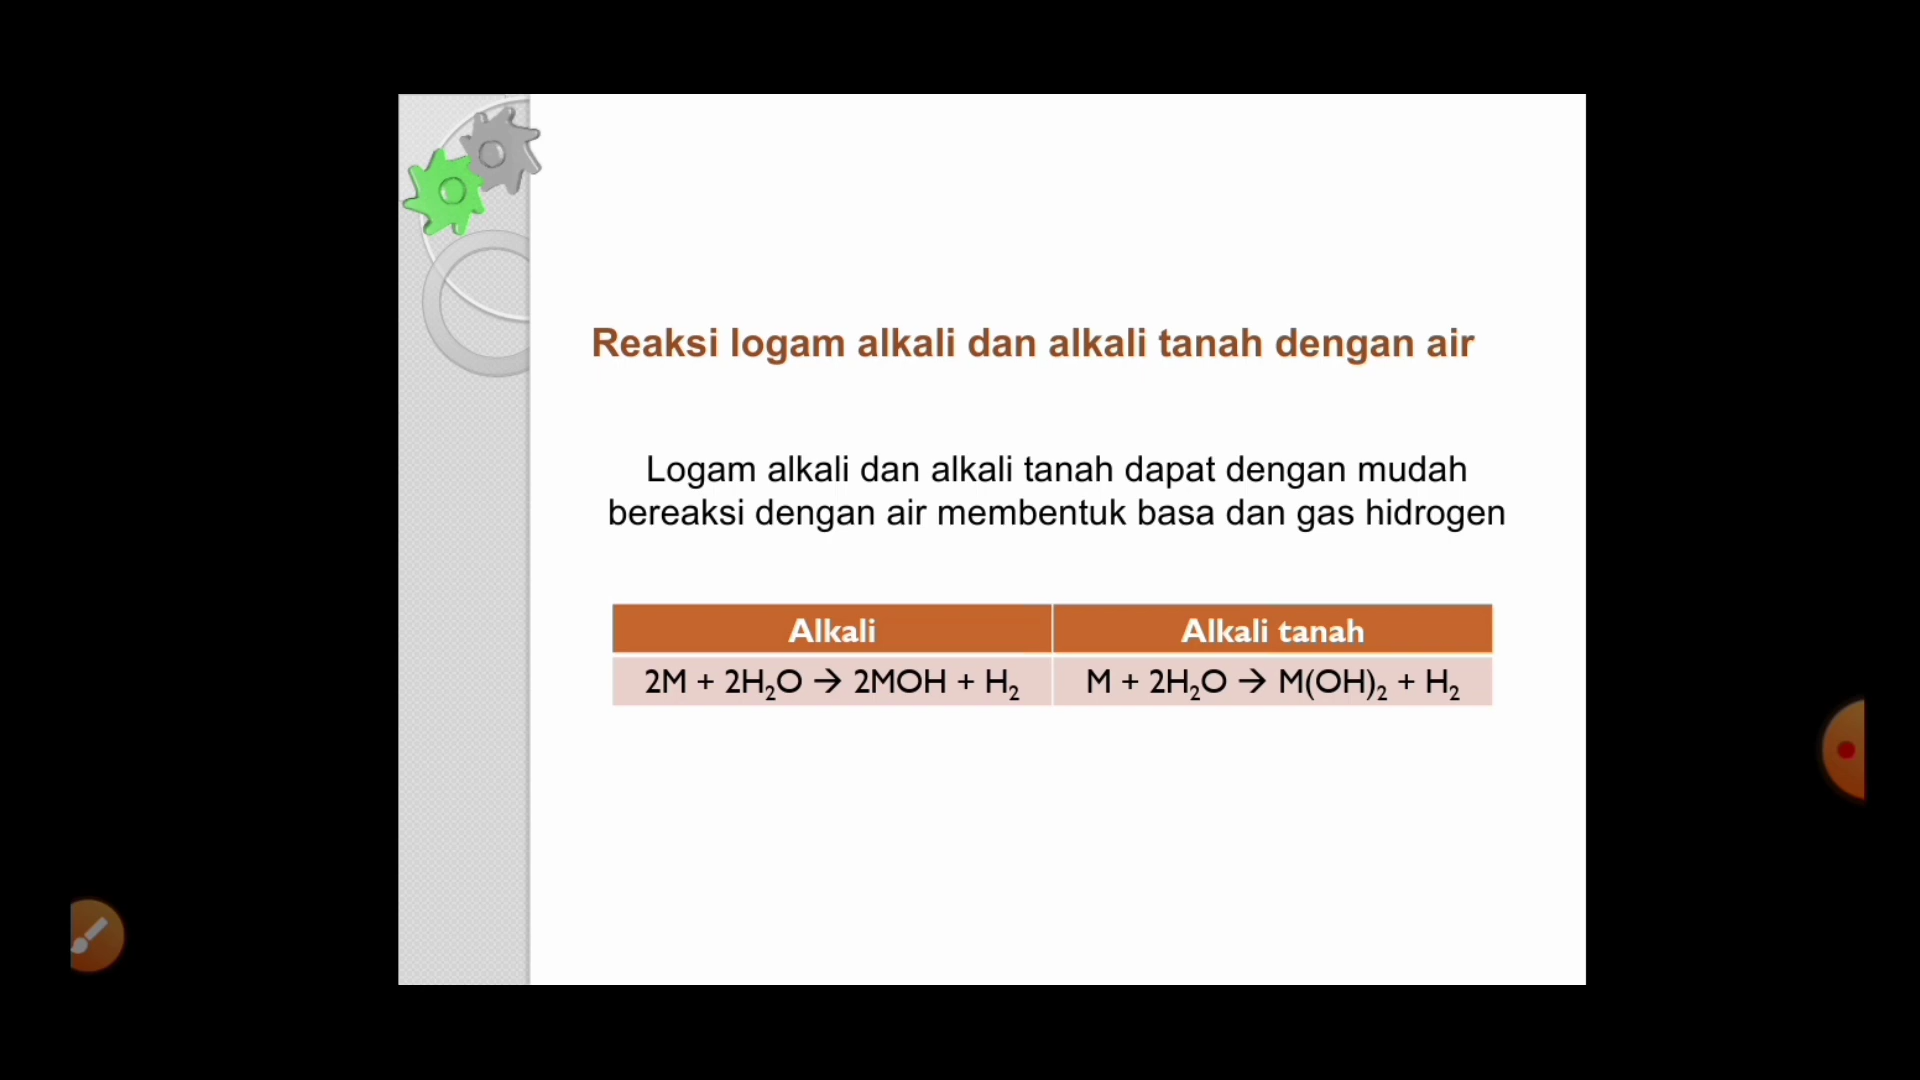 Reaksi logam alkali dan alkali tanah dengan air
Logam alkali dan alkali tanah dapat dengan mudah
bereaksi dengan air membentuk basa dan gas hidrogen
Alkali Alkali tanah
2M + 2H₂O → 2MOH + H₂ M + 2H₂O → M(OH)₂ + H₂